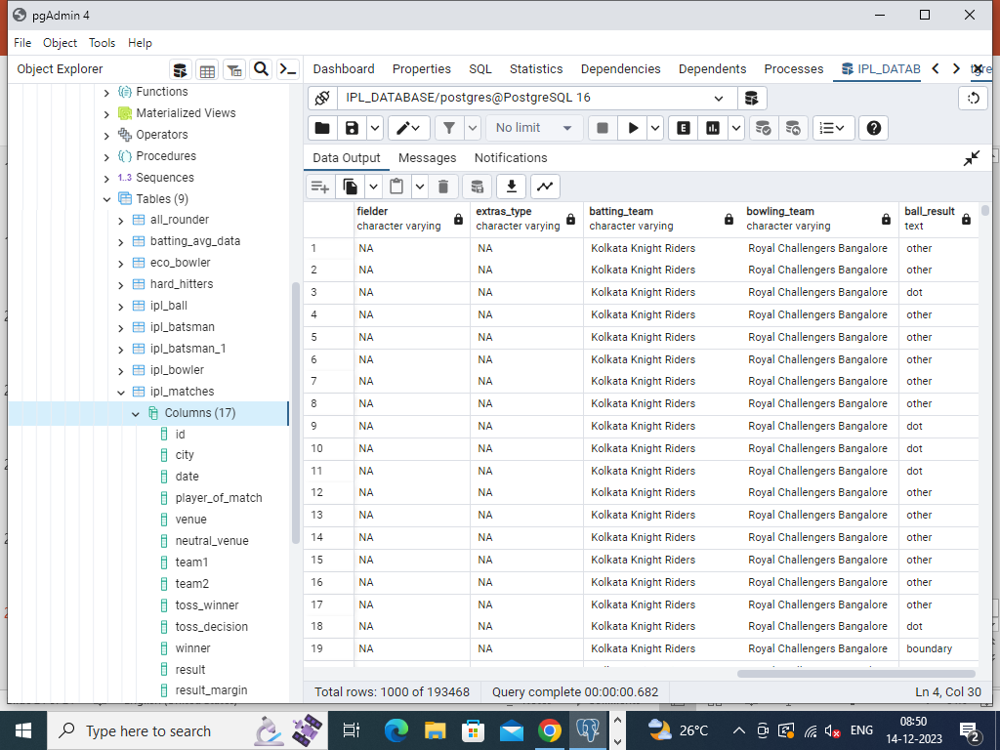 pgAdmin 4
File Object Tools Help
Object Explorer
Dashboard Properties SQL Statistics Dependencies Dependents Processes IPL_DATAB
Functions
Materialized Views
Operators
Procedures
1..3 Sequences
Tables (9)
all_rounder
batting_avg_data
eco_bowler
hard_hitters
ipl_ball
ipl_batsman
ipl_batsman_1
ipl_bowler
ipl_matches
Columns (17)
id
city
date
player_of_match
venue
neutral_venue
team1
team2
toss_winner
toss_decision
winner
result
result_margin
IPL_DATABASE/postgres@PostgreSQL 16
No limit
E
Data Output Messages Notifications
fielder extras_type batting_team bowling_team ball_result
character varying character varying character varying character varying text
1 NA NA Kolkata Knight Riders Royal Challengers Bangalore other
2 NA NA Kolkata Knight Riders Royal Challengers Bangalore other
3 NA NA Kolkata Knight Riders Royal Challengers Bangalore dot
4 NA NA Kolkata Knight Riders Royal Challengers Bangalore other
5 NA NA Kolkata Knight Riders Royal Challengers Bangalore other
6 NA NA Kolkata Knight Riders Royal Challengers Bangalore other
7 NA NA Kolkata Knight Riders Royal Challengers Bangalore other
8 NA NA Kolkata Knight Riders Royal Challengers Bangalore other
9 NA NA Kolkata Knight Riders Royal Challengers Bangalore dot
10 NA NA Kolkata Knight Riders Royal Challengers Bangalore dot
11 NA NA Kolkata Knight Riders Royal Challengers Bangalore dot
12 NA NA Kolkata Knight Riders Royal Challengers Bangalore other
13 NA NA Kolkata Knight Riders Royal Challengers Bangalore other
14 NA NA Kolkata Knight Riders Royal Challengers Bangalore other
15 NA NA Kolkata Knight Riders Royal Challengers Bangalore other
16 NA NA Kolkata Knight Riders Royal Challengers Bangalore other
17 NA NA Kolkata Knight Riders Royal Challengers Bangalore other
18 NA NA Kolkata Knight Riders Royal Challengers Bangalore dot
19 NA NA Kolkata Knight Riders Royal Challengers Bangalore boundary
Total rows: 1000 of 193468 Query complete 00:00:00.682 Ln 4, Col 30
Type here to search
26°C
ENG
08:50
14-12-2023
2